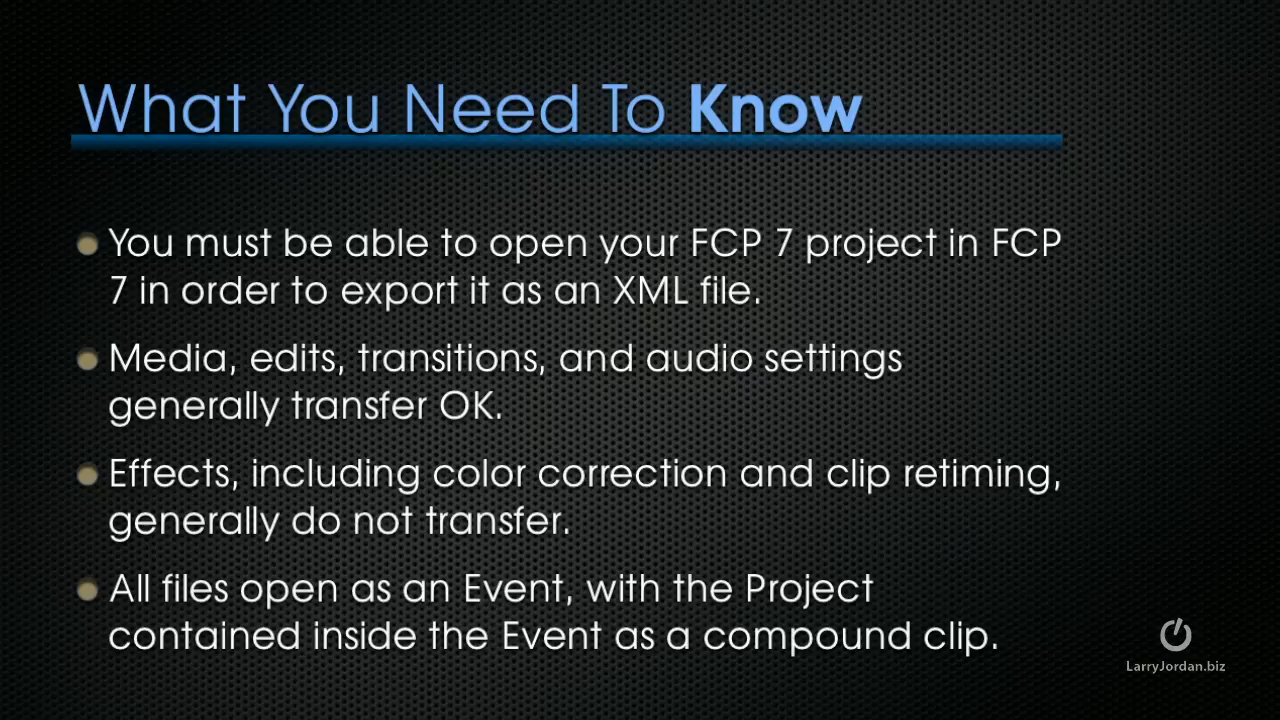 What You Need To Know
You must be able to open your FCP 7 project in FCP
7 in order to export it as an XML file.
Media, edits, transitions, and audio settings
generally transfer OK.
Effects, including color correction and clip retiming,
generally do not transfer.
All files open as an Event, with the Project
contained inside the Event as a compound clip.
LarryJordan.biz